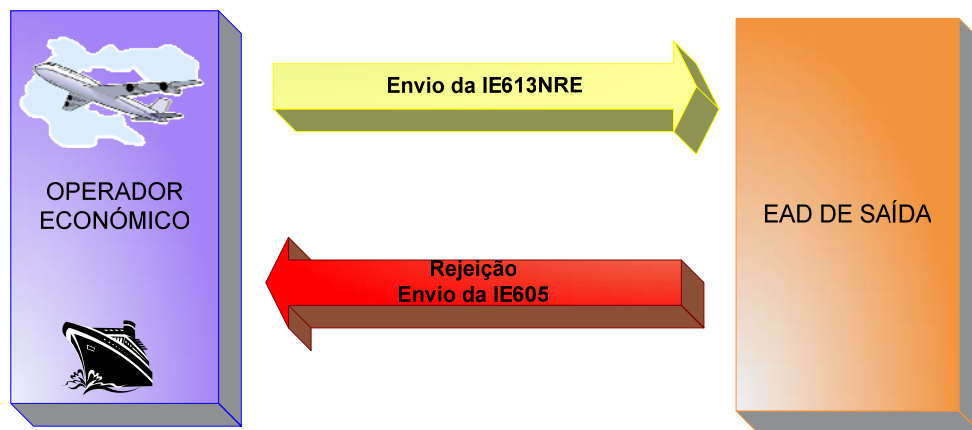 OPERADOR
ECONÓMICO
Envio da IE613NRE
Rejeição
Envio da IE605
EAD DE SAÍDA